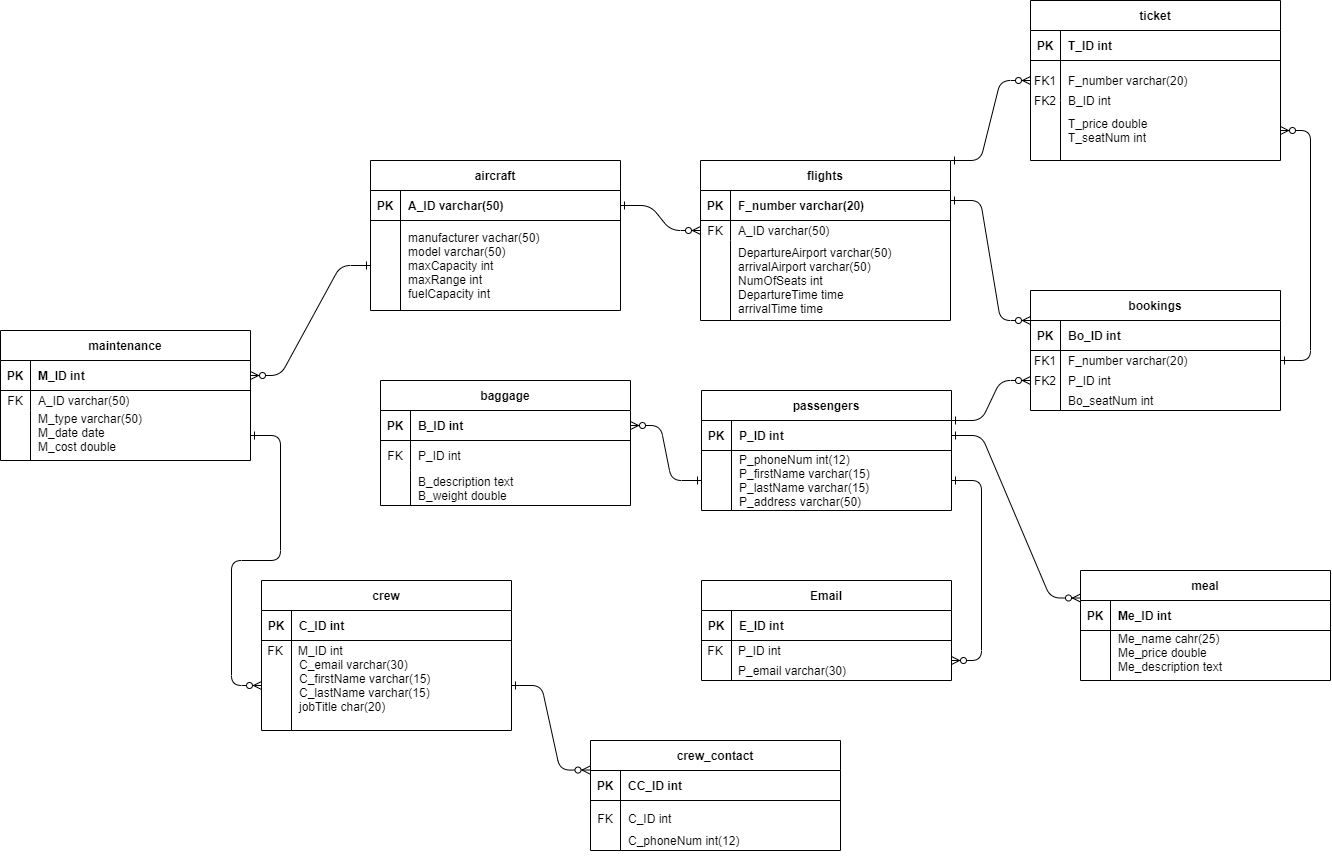 ticket
PK T_ID int
FK1 F_number varchar(20)
FK2 B_ID int
T_price double
T_seatNum int
aircraft
PK A_ID varchar(50)
manufacturer vachar(50)
model varchar(50)
maxCapacity int
maxRange int
fuelCapacity int
flights
PK F_number varchar(20)
FK A_ID varchar(50)
DepartureAirport varchar(50)
arrivalAirport varchar(50)
NumOfSeats int
DepartureTime time
arrivalTime time
bookings
PK Bo_ID int
FK1 F_number varchar(20)
FK2 P_ID int
Bo_seatNum int
maintenance
PK M_ID int
FK A_ID varchar(50)
M_type varchar(50)
M_date date
M_cost double
baggage
PK B_ID int
FK P_ID int
B_description text
B_weight double
passengers
PK P_ID int
P_phoneNum int(12)
P_firstName varchar(15)
P_lastName varchar(15)
P_address varchar(50)
crew
PK C_ID int
FK M_ID int
C_email varchar(30)
C_firstName varchar(15)
C_lastName varchar(15)
jobTitle char(20)
Email
PK E_ID int
FK P_ID int
P_email varchar(30)
meal
PK Me_ID int
Me_name cahr(25)
Me_price double
Me_description text
crew_contact
PK CC_ID int
FK C_ID int
C_phoneNum int(12)